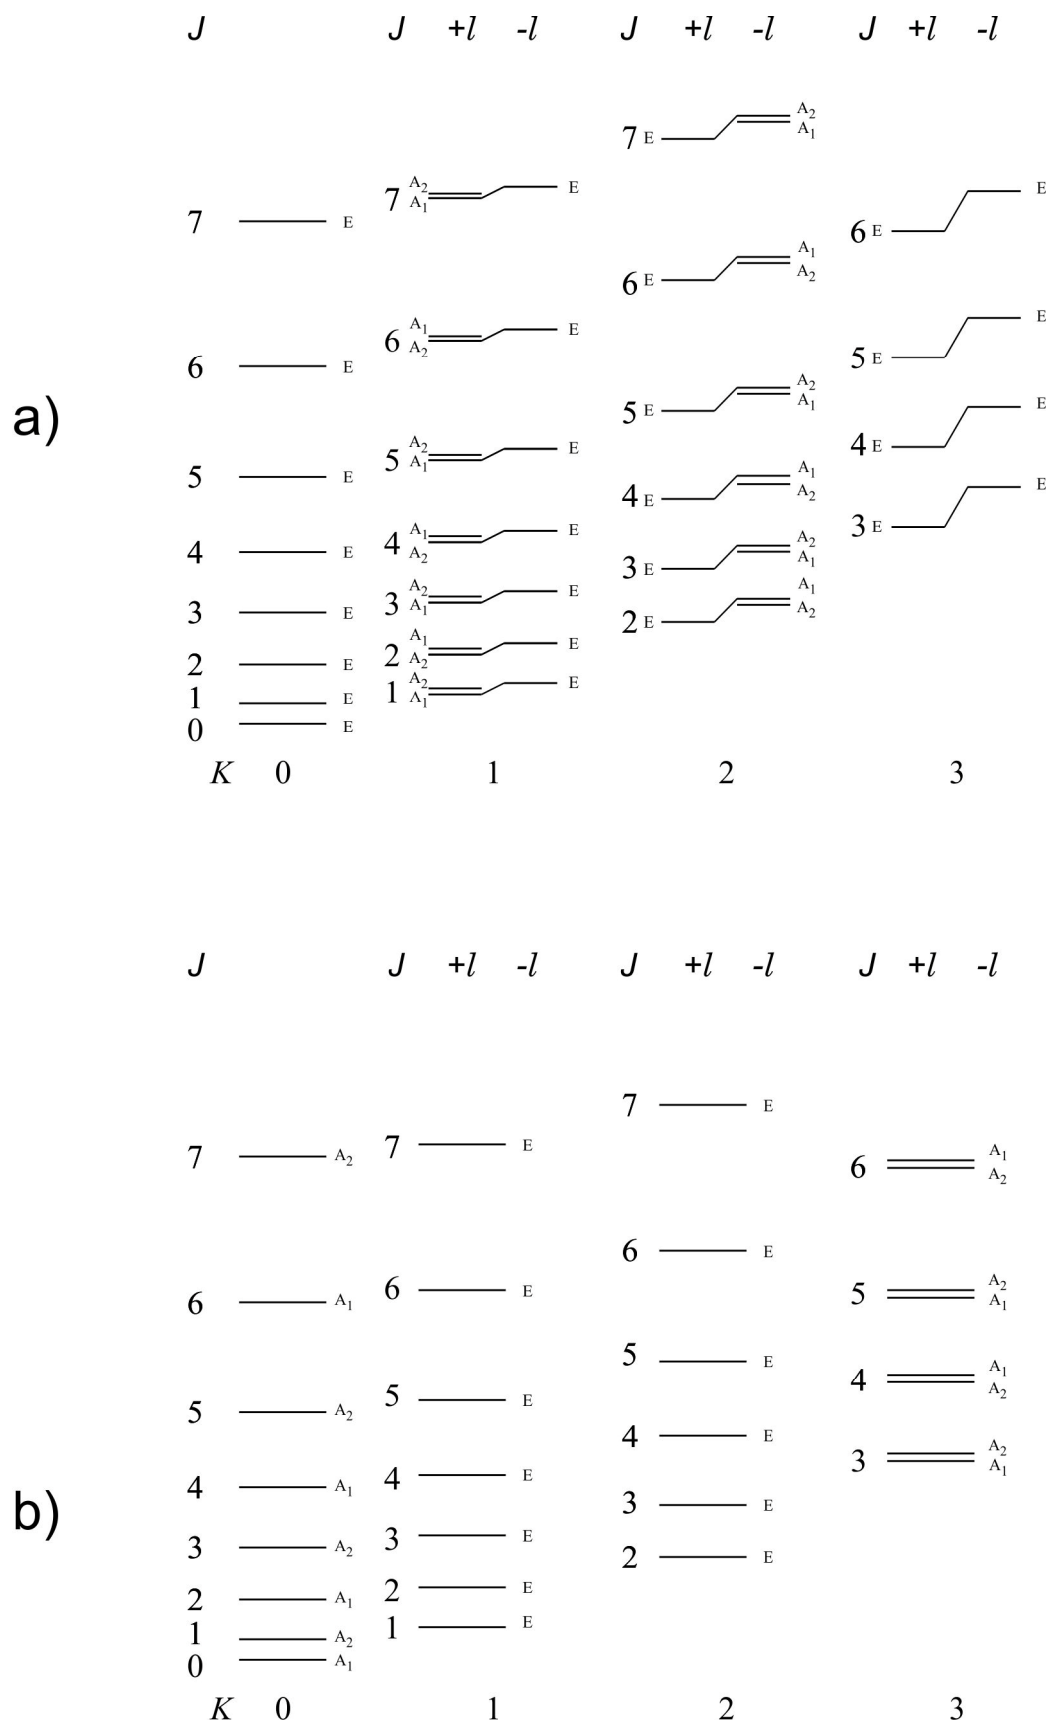 J J +l -l J +l -l J +l -l
A2
7 E A1
A2 E
7 A1 E
7 E 6 E
A1
6 E A2
A1 E
6 A2 E
6 E 5 E
A2
5 E A1
E
a) 4 E
A2
5 A1 E
5 E A1
4 E A2
E
3 E
A1
4 A2 E
4 E A2
3 E A1
A2
3 A1 E
3 E A1
2 E A2
A1
2 A2 E
2 E
A2
1 A1 E
1 E
0 E
K 0 1 2 3
J J +l -l J +l -l J +l -l
7 E
7 A2 7 E A1
6 A2
6 E
6 A1 6 E A2
5 A1
5 E
5 A2 5 E A1
4 A2
4 E
4 A1 4 E A2
3 A1
b)
3 E
3 A2 3 E
2 E
2 A1 2 E
1 A2 1 E
0 A1
K 0 1 2 3